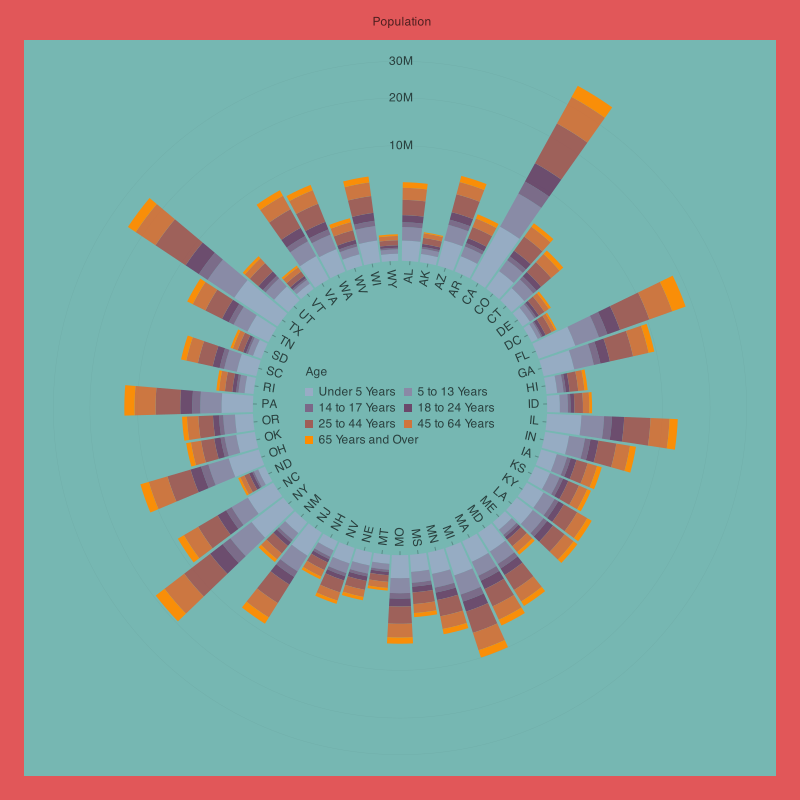 Population
30M
20M
10M
AL
AK
AZ
AR
CA
CO
CT
DE
DC
FL
GA
HI
ID
IL
IN
IA
KS
KY
LA
ME
MD
MA
MI
MN
MS
MO
MT
NE
NV
NH
NJ
NM
NY
NC
ND
OH
OK
OR
PA
RI
SC
SD
TN
TX
UT
VT
VA
WA
WV
WI
WY
Age
Under 5 Years 5 to 13 Years
14 to 17 Years 18 to 24 Years
25 to 44 Years 45 to 64 Years
65 Years and Over